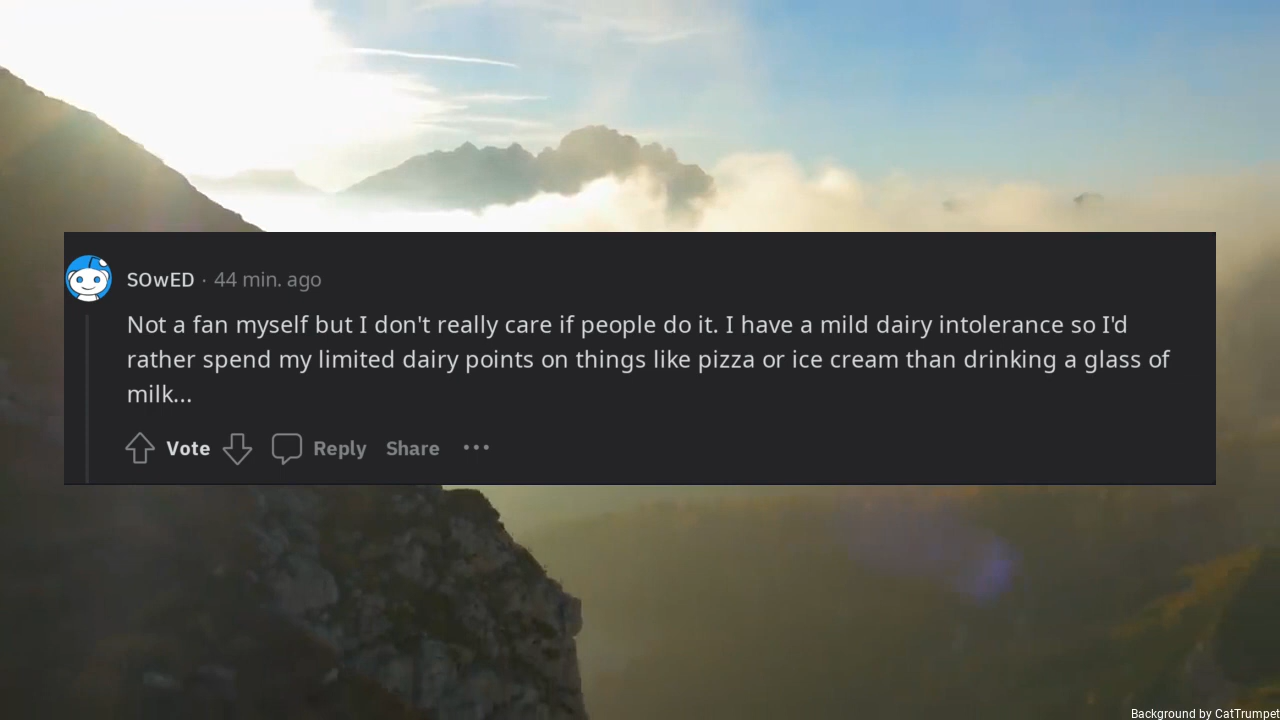 SOwED · 44 min. ago
Not a fan myself but I don't really care if people do it. I have a mild dairy intolerance so I'd
rather spend my limited dairy points on things like pizza or ice cream than drinking a glass of
milk...
Vote Reply Share
Background by CatTrumpet